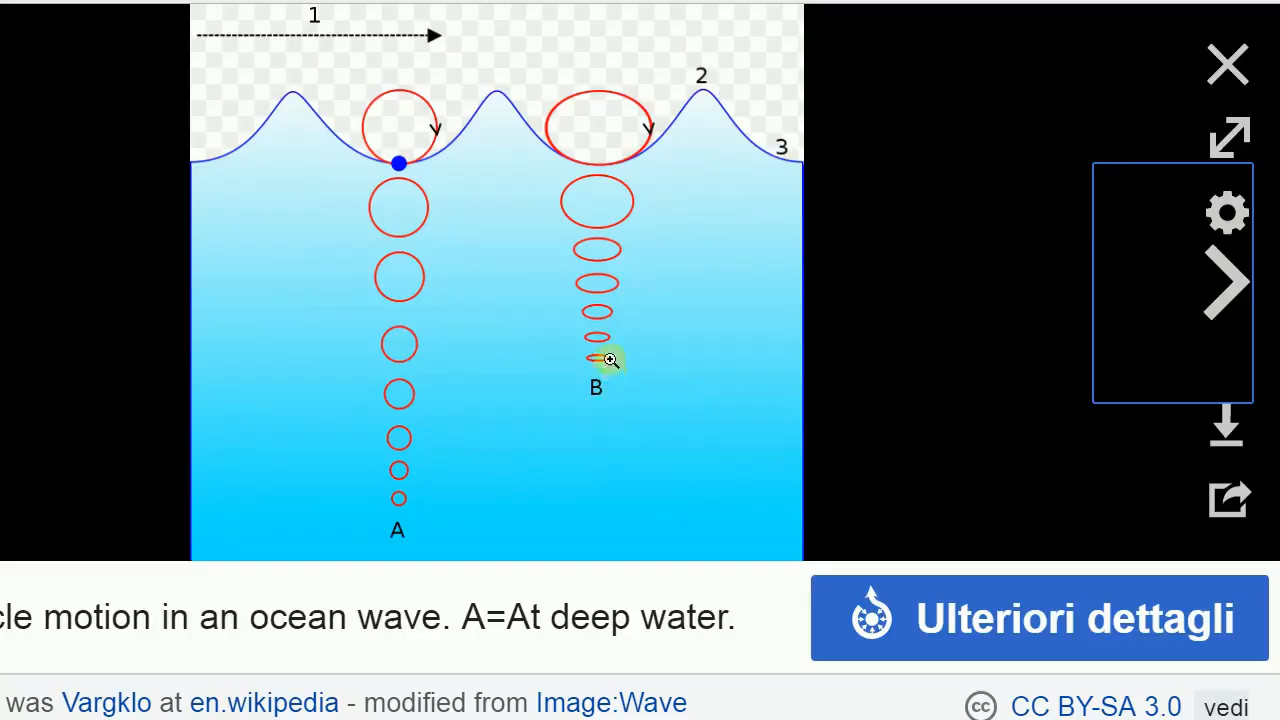 1
2
3
B
A
cle motion in an ocean wave. A=At deep water.
Ulteriori dettagli
was Vargklo at en.wikipedia - modified from Image:Wave
cc CC BY-SA 3.0 vedi